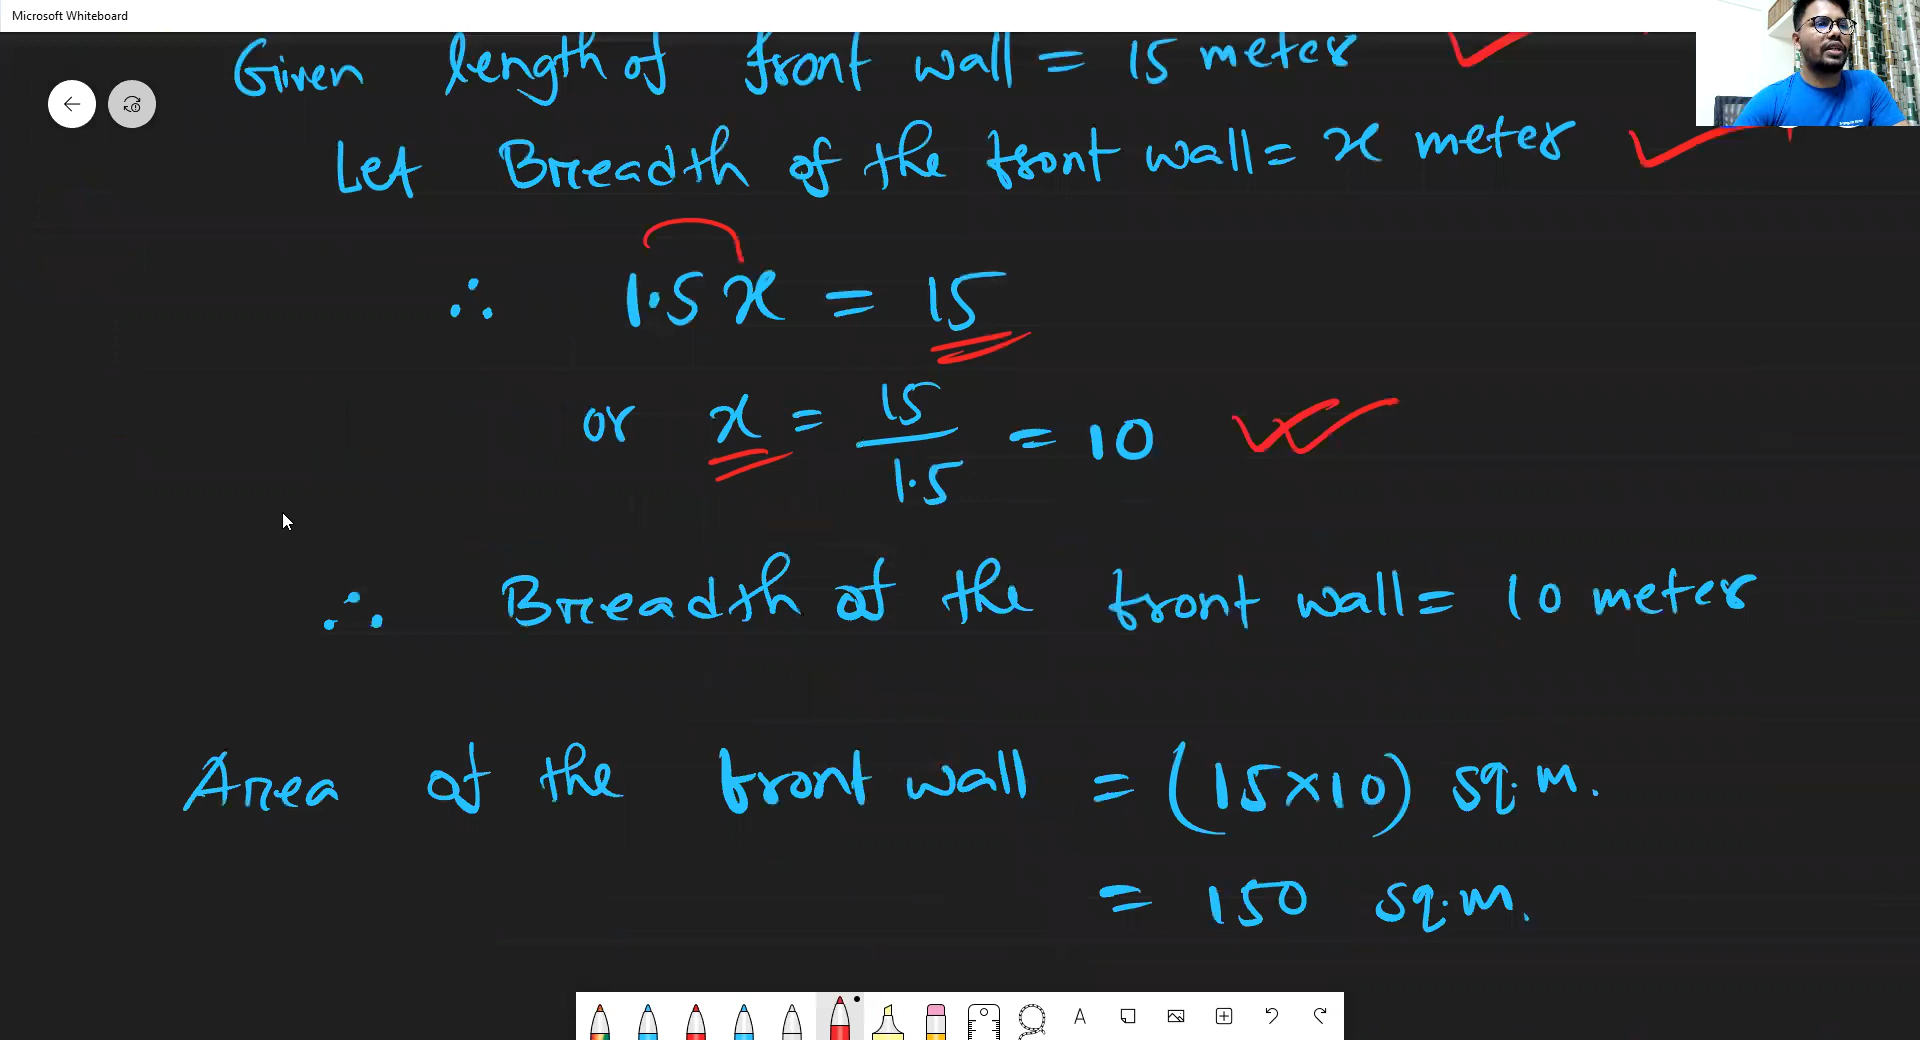 Microsoft Whiteboard
Given length of front wall = 15 meter
Let Breadth of the front wall = x meter
∴ 1.5x = 15
or x = 15/1.5 = 10
∴ Breadth of the front wall = 10 meter
Area of the front wall = (15×10) sq.m.
= 150 sq.m.